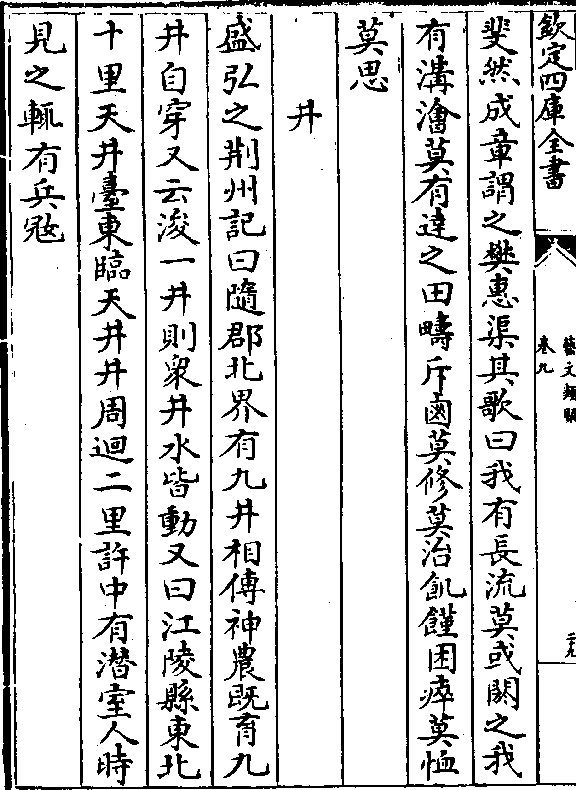 欽定四庫全書
藝文類聚
卷九
二九
斐然成章謂之樊惠渠其歌曰我有長流莫或閼之我
有溝澮莫有達之田疇斥鹵莫修莫治飢饉困瘁莫恤
莫思
井
盛弘之荆州記曰隨郡北界有九井相傳神農既育九
井自穿又云浚一井則衆井水皆動又曰江陵縣東北
十里天井臺東臨天井井周迴二里許中有潛室人時
見之輒有兵寇